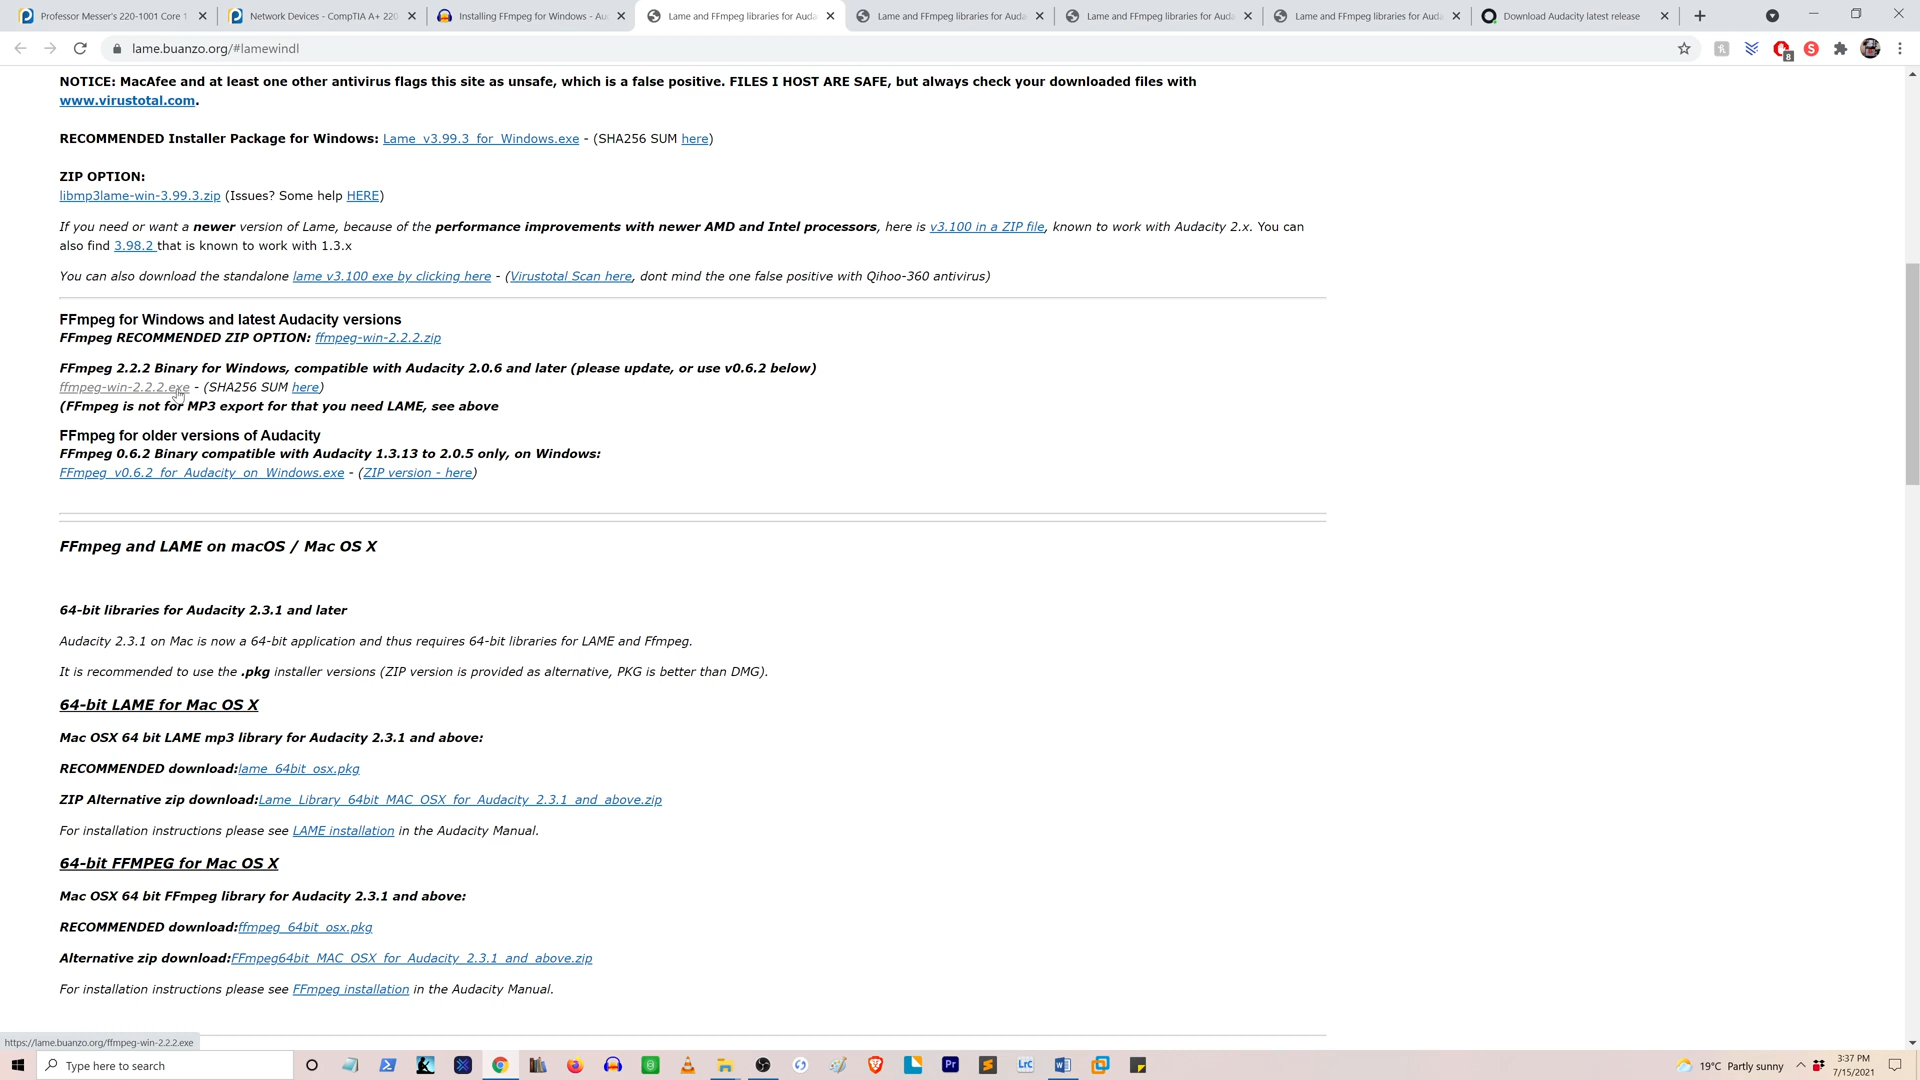 Professor Messer's 220-1001 Core 1
Network Devices - CompTIA A+ 220
Installing FFmpeg for Windows - Au
Lame and FFmpeg libraries for Auda
Lame and FFmpeg libraries for Auda
Lame and FFmpeg libraries for Auda
Lame and FFmpeg libraries for Auda
Download Audacity latest release
lame.buanzo.org/#lamewindl
8
NOTICE: MacAfee and at least one other antivirus flags this site as unsafe, which is a false positive. FILES I HOST ARE SAFE, but always check your downloaded files with
www.virustotal.com.
RECOMMENDED Installer Package for Windows: Lame_v3.99.3_for_Windows.exe - (SHA256 SUM here)
ZIP OPTION:
libmp3lame-win-3.99.3.zip (Issues? Some help HERE)
If you need or want a newer version of Lame, because of the performance improvements with newer AMD and Intel processors, here is v3.100 in a ZIP file, known to work with Audacity 2.x. You can
also find 3.98.2 that is known to work with 1.3.x
You can also download the standalone lame v3.100 exe by clicking here - (Virustotal Scan here, dont mind the one false positive with Qihoo-360 antivirus)
FFmpeg for Windows and latest Audacity versions
FFmpeg RECOMMENDED ZIP OPTION: ffmpeg-win-2.2.2.zip
FFmpeg 2.2.2 Binary for Windows, compatible with Audacity 2.0.6 and later (please update, or use v0.6.2 below)
ffmpeg-win-2.2.2.exe - (SHA256 SUM here)
(FFmpeg is not for MP3 export for that you need LAME, see above
FFmpeg for older versions of Audacity
FFmpeg 0.6.2 Binary compatible with Audacity 1.3.13 to 2.0.5 only, on Windows:
FFmpeg_v0.6.2_for_Audacity_on_Windows.exe - (ZIP version - here)
FFmpeg and LAME on macOS / Mac OS X
64-bit libraries for Audacity 2.3.1 and later
Audacity 2.3.1 on Mac is now a 64-bit application and thus requires 64-bit libraries for LAME and Ffmpeg.
It is recommended to use the .pkg installer versions (ZIP version is provided as alternative, PKG is better than DMG).
64-bit LAME for Mac OS X
Mac OSX 64 bit LAME mp3 library for Audacity 2.3.1 and above:
RECOMMENDED download:lame_64bit_osx.pkg
ZIP Alternative zip download:Lame_Library_64bit_MAC_OSX_for_Audacity_2.3.1_and_above.zip
For installation instructions please see LAME installation in the Audacity Manual.
64-bit FFMPEG for Mac OS X
Mac OSX 64 bit FFmpeg library for Audacity 2.3.1 and above:
RECOMMENDED download:ffmpeg_64bit_osx.pkg
Alternative zip download:FFmpeg64bit_MAC_OSX_for_Audacity_2.3.1_and_above.zip
For installation instructions please see FFmpeg installation in the Audacity Manual.
https://lame.buanzo.org/ffmpeg-win-2.2.2.exe
Type here to search
Pr
LrC
19°C Partly sunny
3:37 PM
7/15/2021